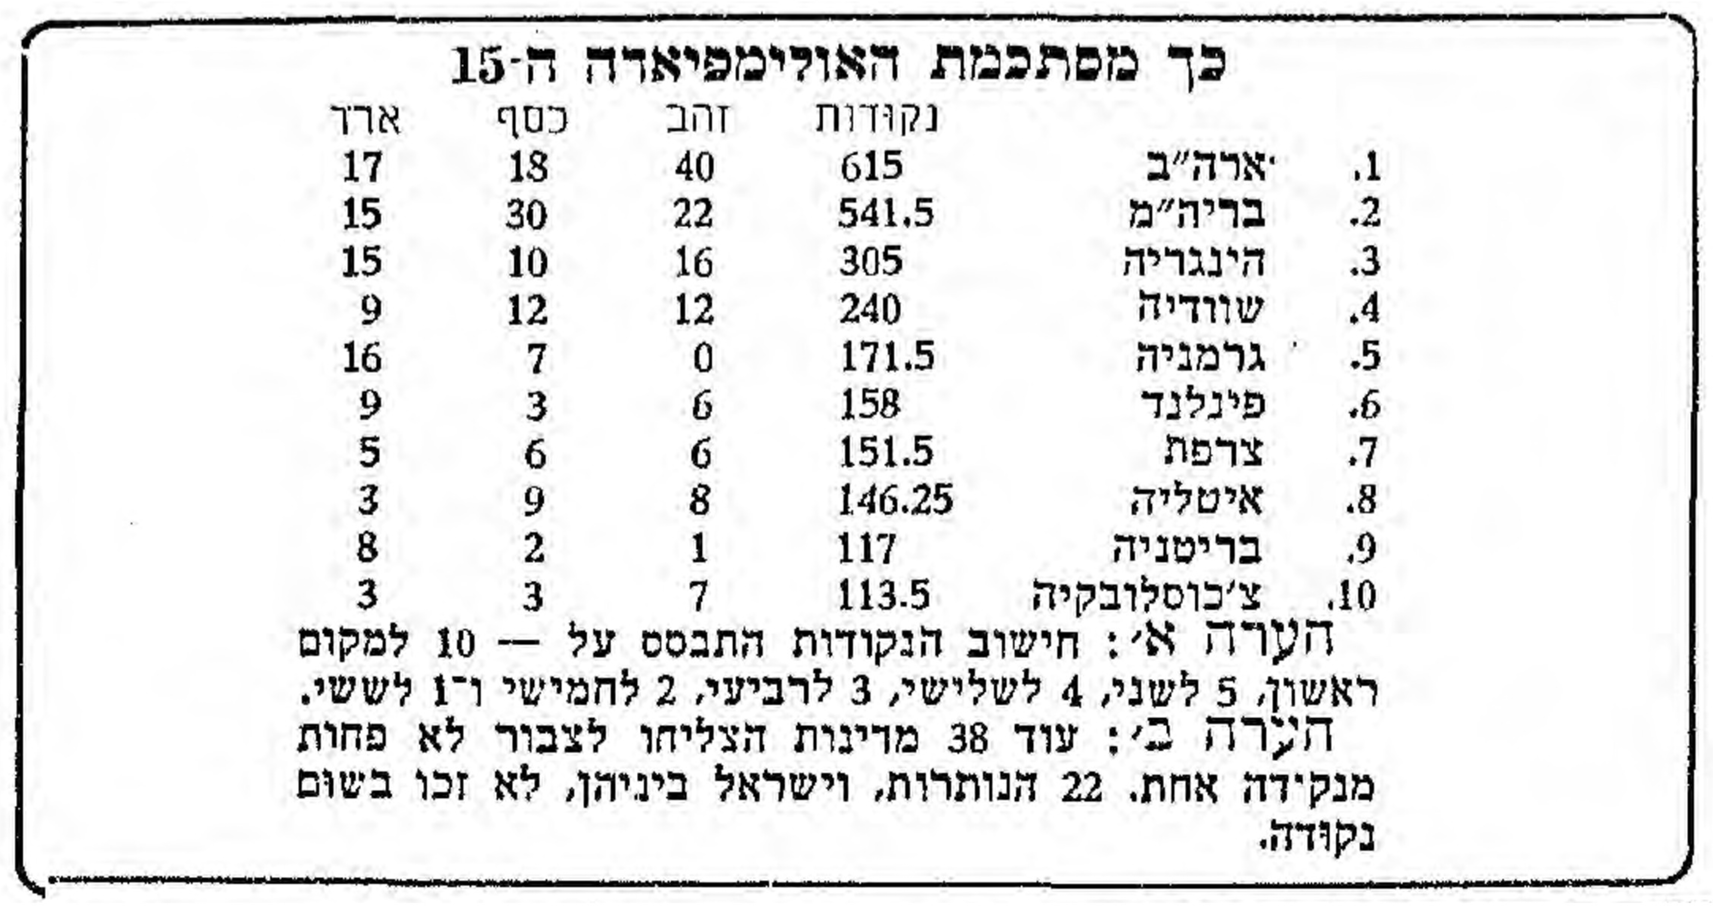 כך מסתכמת האולימפיאדה ה-15
נקודות זהב כסף ארד
1. ארה״ב 615 40 18 17
2. בריה״מ 541.5 22 30 15
3. הינגריה 305 16 10 15
4. שוודיה 240 12 12 9
5. גרמניה 171.5 0 7 16
6. פינלנד 158 6 3 9
7. צרפת 151.5 6 6 5
8. איטליה 146.25 8 9 3
9. בריטניה 117 1 2 8
10. צ׳כוסלובקיה 113.5 7 3 3
הערה א׳: חישוב הנקודות התבסס על — 10 למקום
ראשון, 5 לשני, 4 לשלישי, 3 לרביעי, 2 לחמישי ו־1 לששי.
הערה ב׳: עוד 38 מדינות הצליחו לצבור לא פחות
מנקידה אחת. 22 הנותרות, וישראל ביניהן, לא זכו בשום
נקודה.